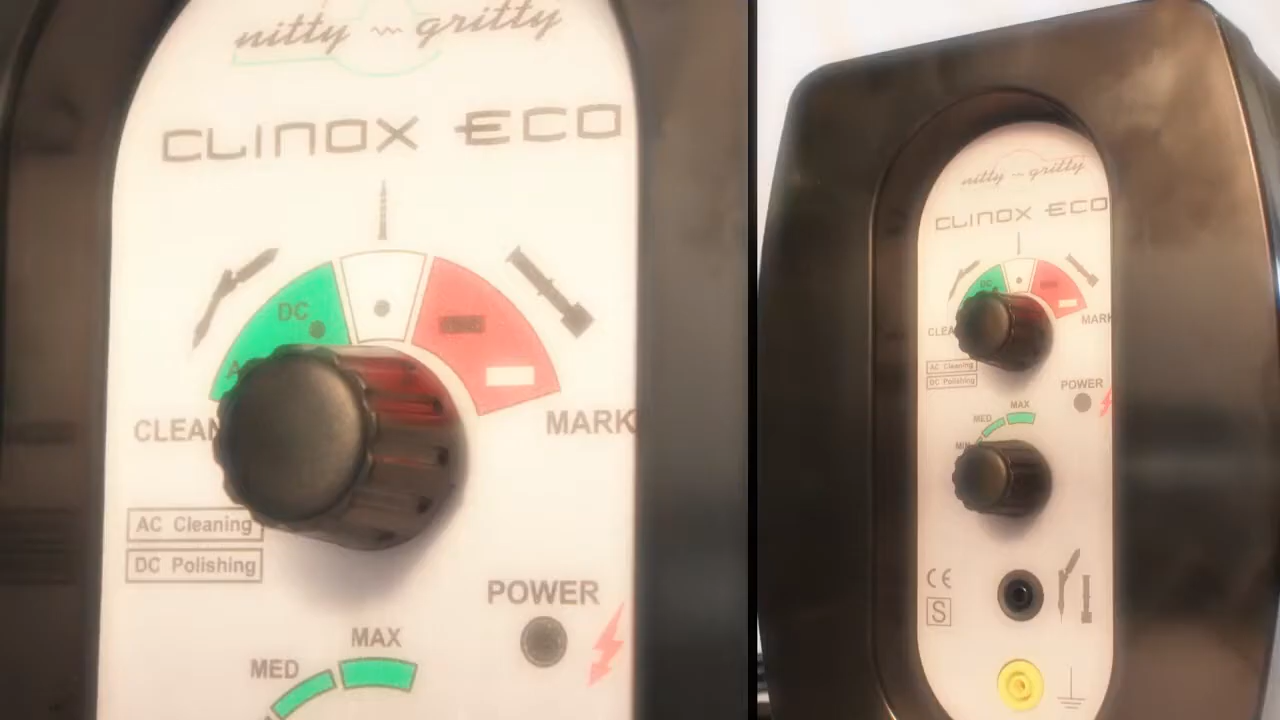 nitty gritty
CLINOX ECO
DC
A
CLEAN
MARK
AC Cleaning
DC Polishing
POWER
MAX
MED
nitty gritty
CLINOX ECO
DC
CLEA
MARK
AC Cleaning
DC Polishing
POWER
MAX
MED
MIN
CE
S